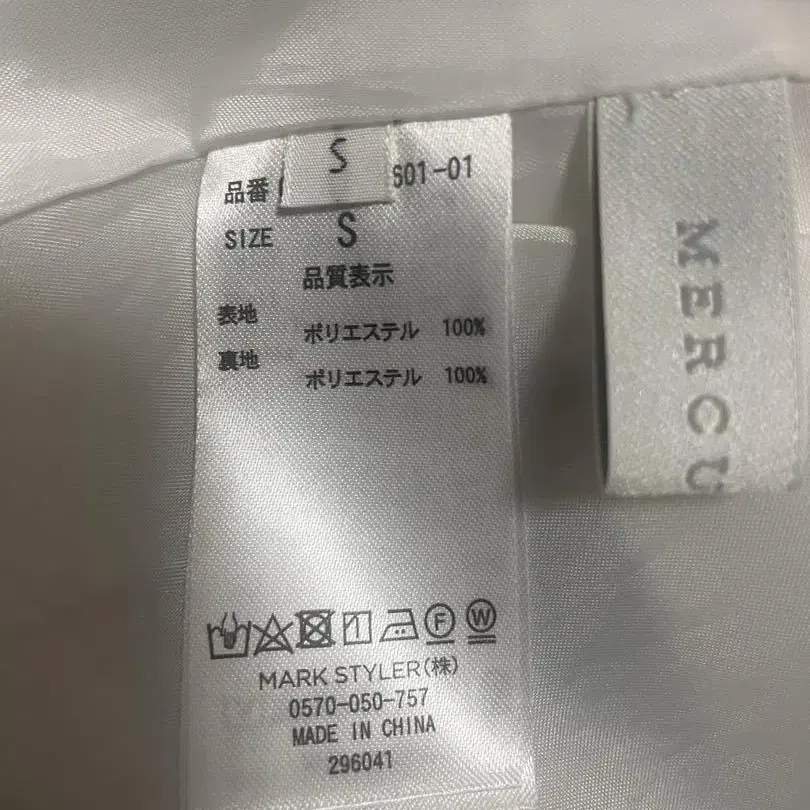 S
品番 601-01
SIZE S
品質表示
表地 ポリエステル 100%
裏地 ポリエステル 100%
F W
MARK STYLER(株)
0570-050-757
MADE IN CHINA
296041
MERCU